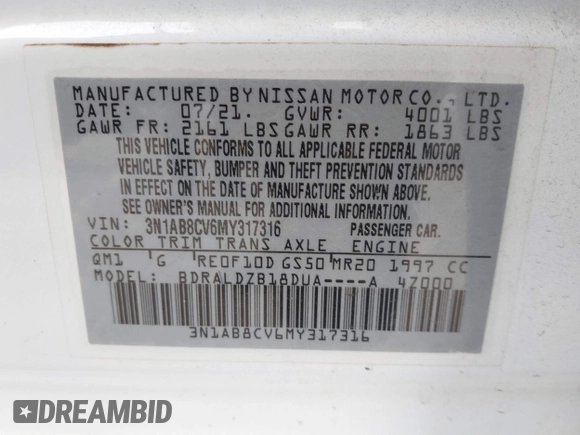 MANUFACTURED BY NISSAN MOTOR CO., LTD.
DATE: 07/21. GVWR: 4001 LBS
GAWR FR: 2161 LBS GAWR RR: 1863 LBS
THIS VEHICLE CONFORMS TO ALL APPLICABLE FEDERAL MOTOR
VEHICLE SAFETY, BUMPER AND THEFT PREVENTION STANDARDS
IN EFFECT ON THE DATE OF MANUFACTURE SHOWN ABOVE.
SEE OWNER'S MANUAL FOR ADDITIONAL INFORMATION.
VIN: 3N1AB8CV6MY317316 PASSENGER CAR.
COLOR TRIM TRANS AXLE ENGINE
QM1 G RE0F10D GS50 MR20 1997 CC
MODEL: BDRALDZB18DUA----A 4Z000
3N1AB8CV6MY317316
DREAMBID